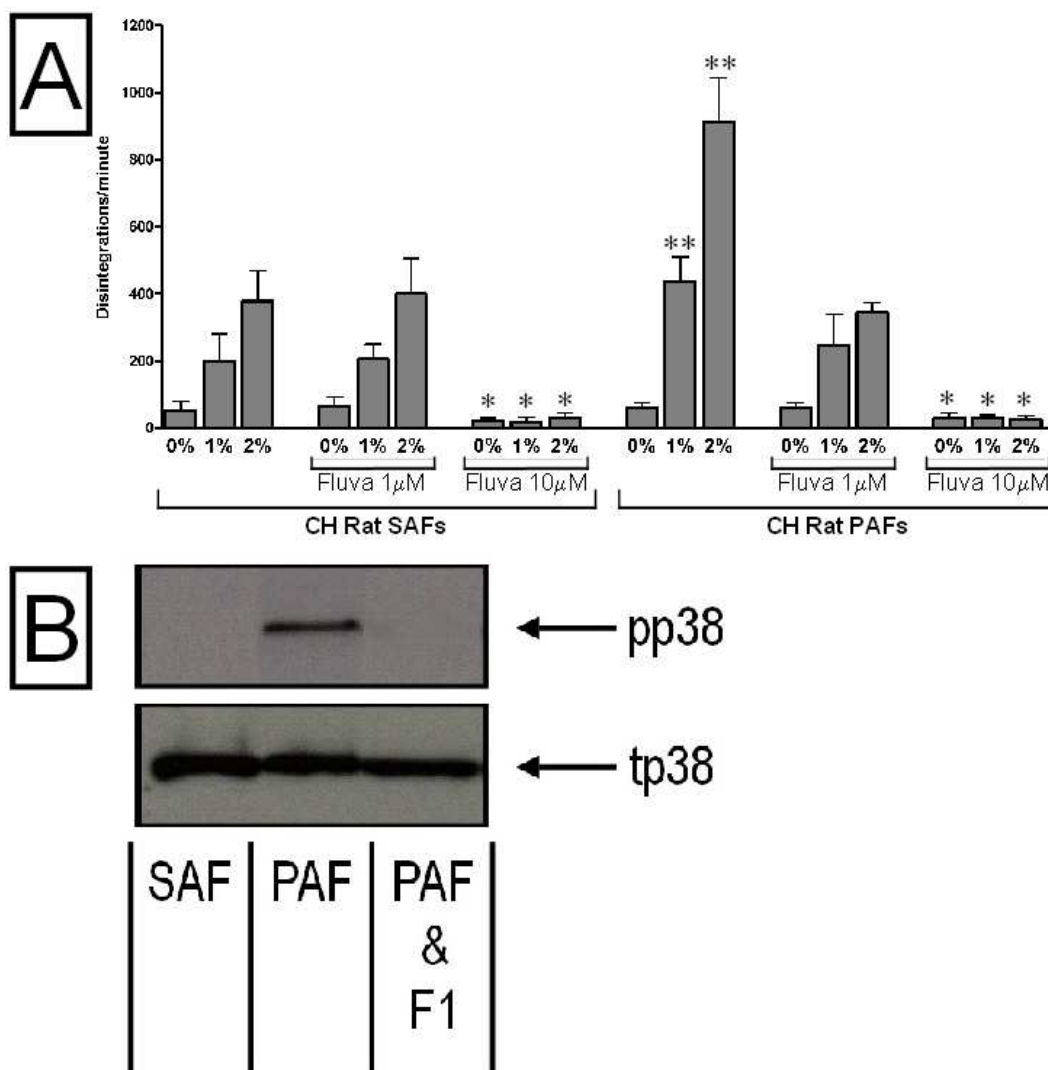 A
Disintegrations/minute
1200
1000
800
600
400
200
0
* * * ** ** * * *
0% 1% 2% 0% 1% 2% 0% 1% 2% 0% 1% 2% 0% 1% 2% 0% 1% 2%
Fluva 1µM Fluva 10µM Fluva 1µM Fluva 10µM
CH Rat SAFs CH Rat PAFs
B
pp38
tp38
SAF PAF PAF
&
F1